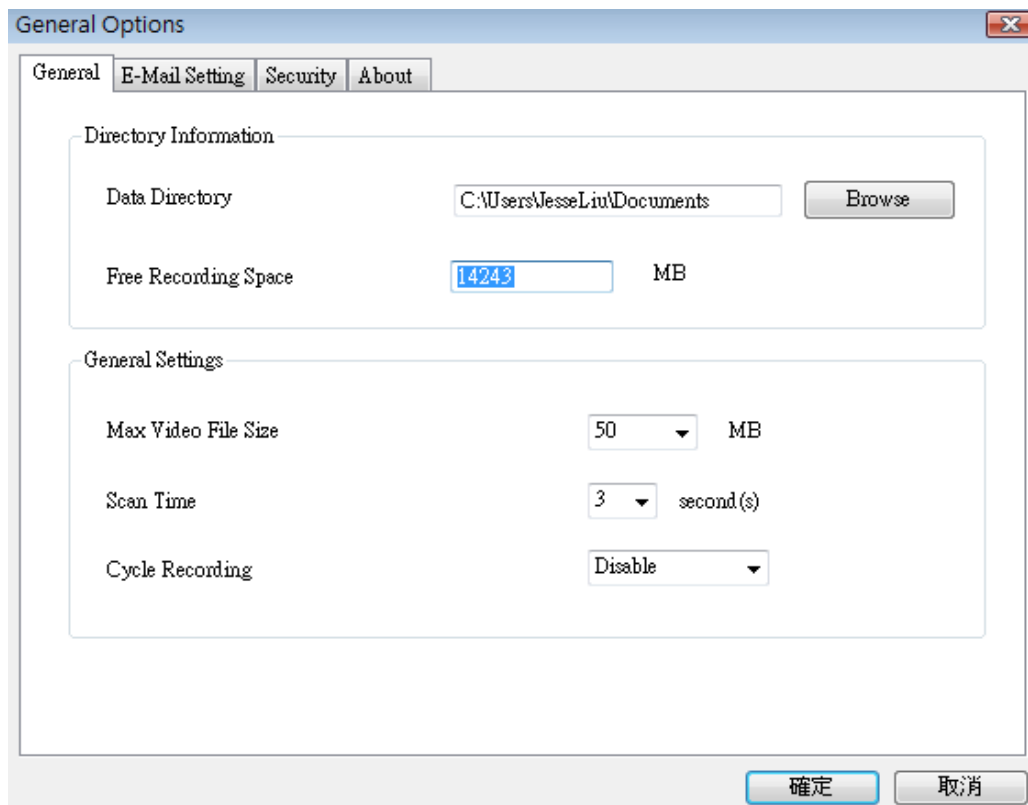 General Options
General E-Mail Setting Security About
Directory Information
Data Directory C:\Users\JesseLiu\Documents Browse
Free Recording Space 14243 MB
General Settings
Max Video File Size 50 MB
Scan Time 3 second(s)
Cycle Recording Disable
確定 取消